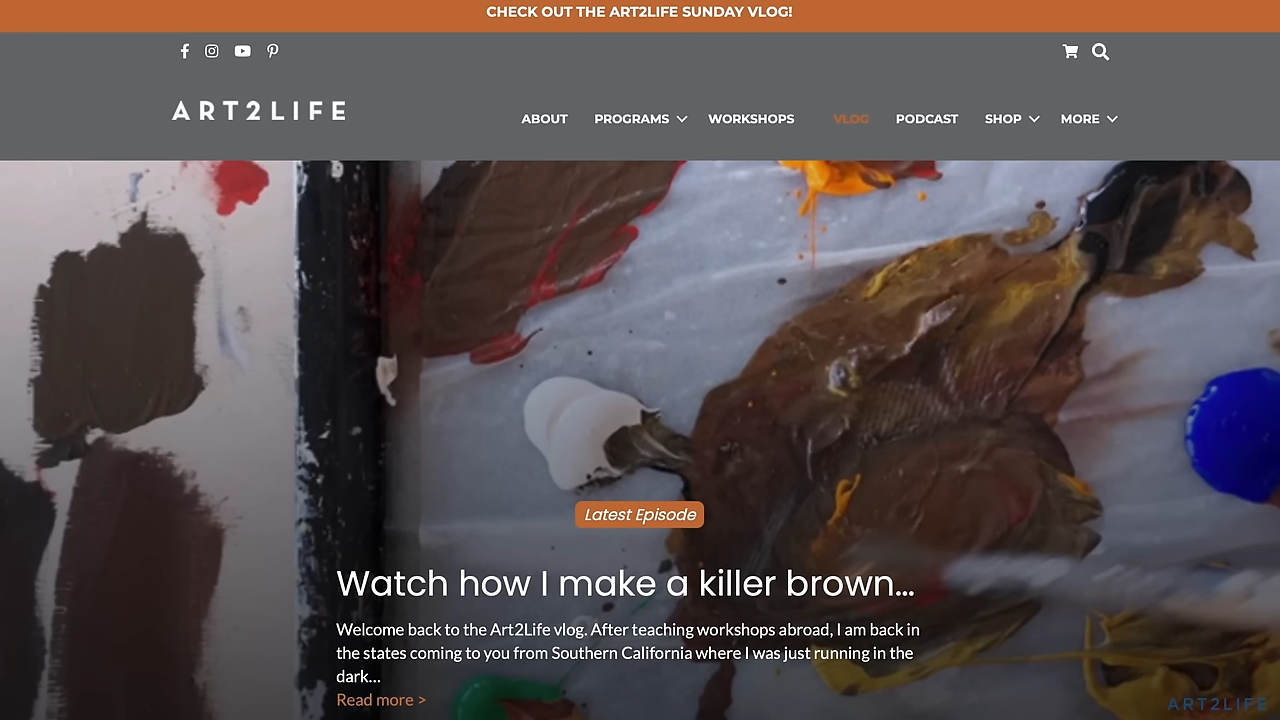 CHECK OUT THE ART2LIFE SUNDAY VLOG!
ART2LIFE
ABOUT PROGRAMS WORKSHOPS VLOG PODCAST SHOP MORE
Latest Episode
Watch how I make a killer brown...
Welcome back to the Art2Life vlog. After teaching workshops abroad, I am back in
the states coming to you from Southern California where I was just running in the
dark...
Read more >
ART2LIFE